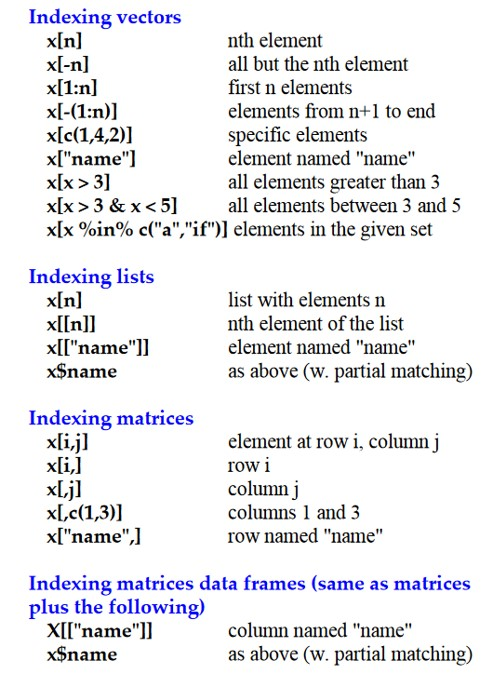 Indexing vectors
x[n] nth element
x[-n] all but the nth element
x[1:n] first n elements
x[-(1:n)] elements from n+1 to end
x[c(1,4,2)] specific elements
x["name"] element named "name"
x[x > 3] all elements greater than 3
x[x > 3 & x < 5] all elements between 3 and 5
x[x %in% c("a","if")] elements in the given set
Indexing lists
x[n] list with elements n
x[[n]] nth element of the list
x[["name"]] element named "name"
x$name as above (w. partial matching)
Indexing matrices
x[i,j] element at row i, column j
x[i,] row i
x[,j] column j
x[,c(1,3)] columns 1 and 3
x["name",] row named "name"
Indexing matrices data frames (same as matrices
plus the following)
X[["name"]] column named "name"
x$name as above (w. partial matching)